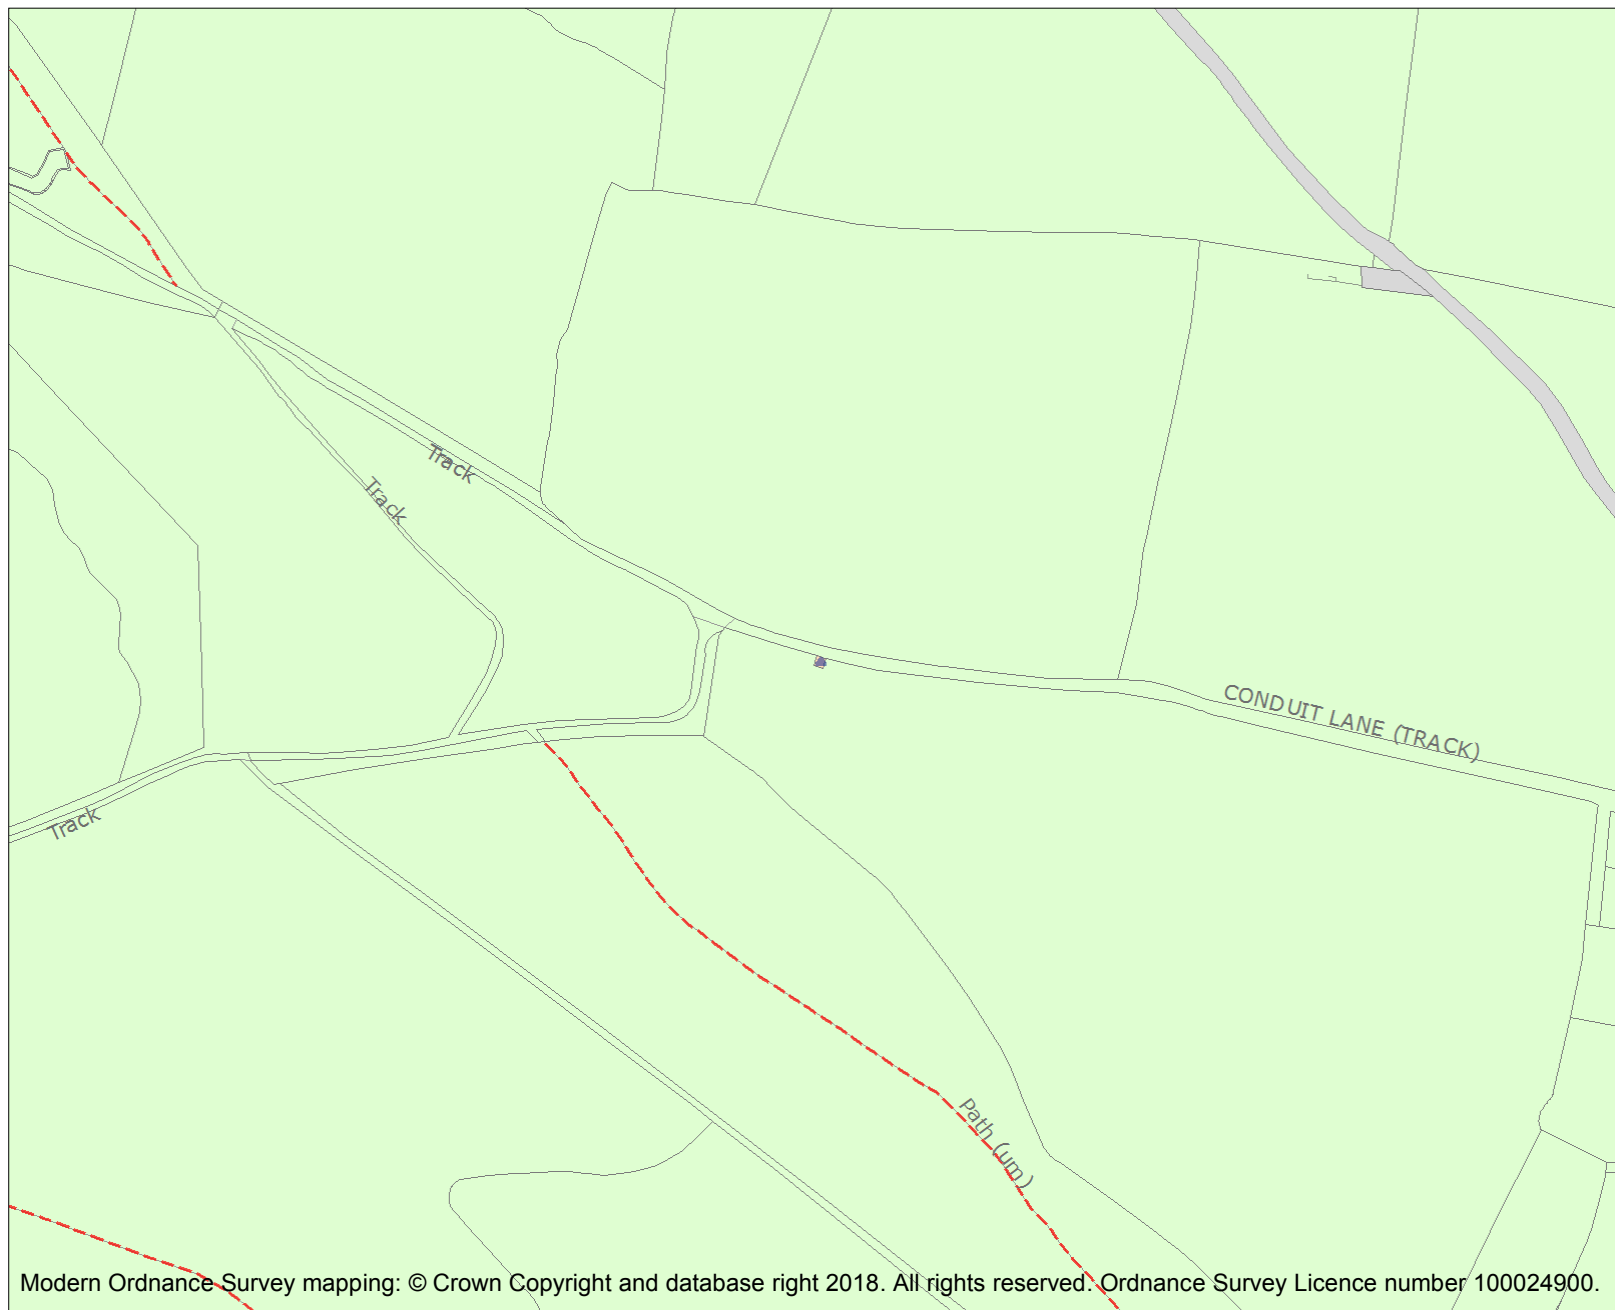 Track
Track
CONDUIT LANE (TRACK)
Track
Path (um)
Modern Ordnance Survey mapping: © Crown Copyright and database right 2018. All rights reserved. Ordnance Survey Licence number 100024900.